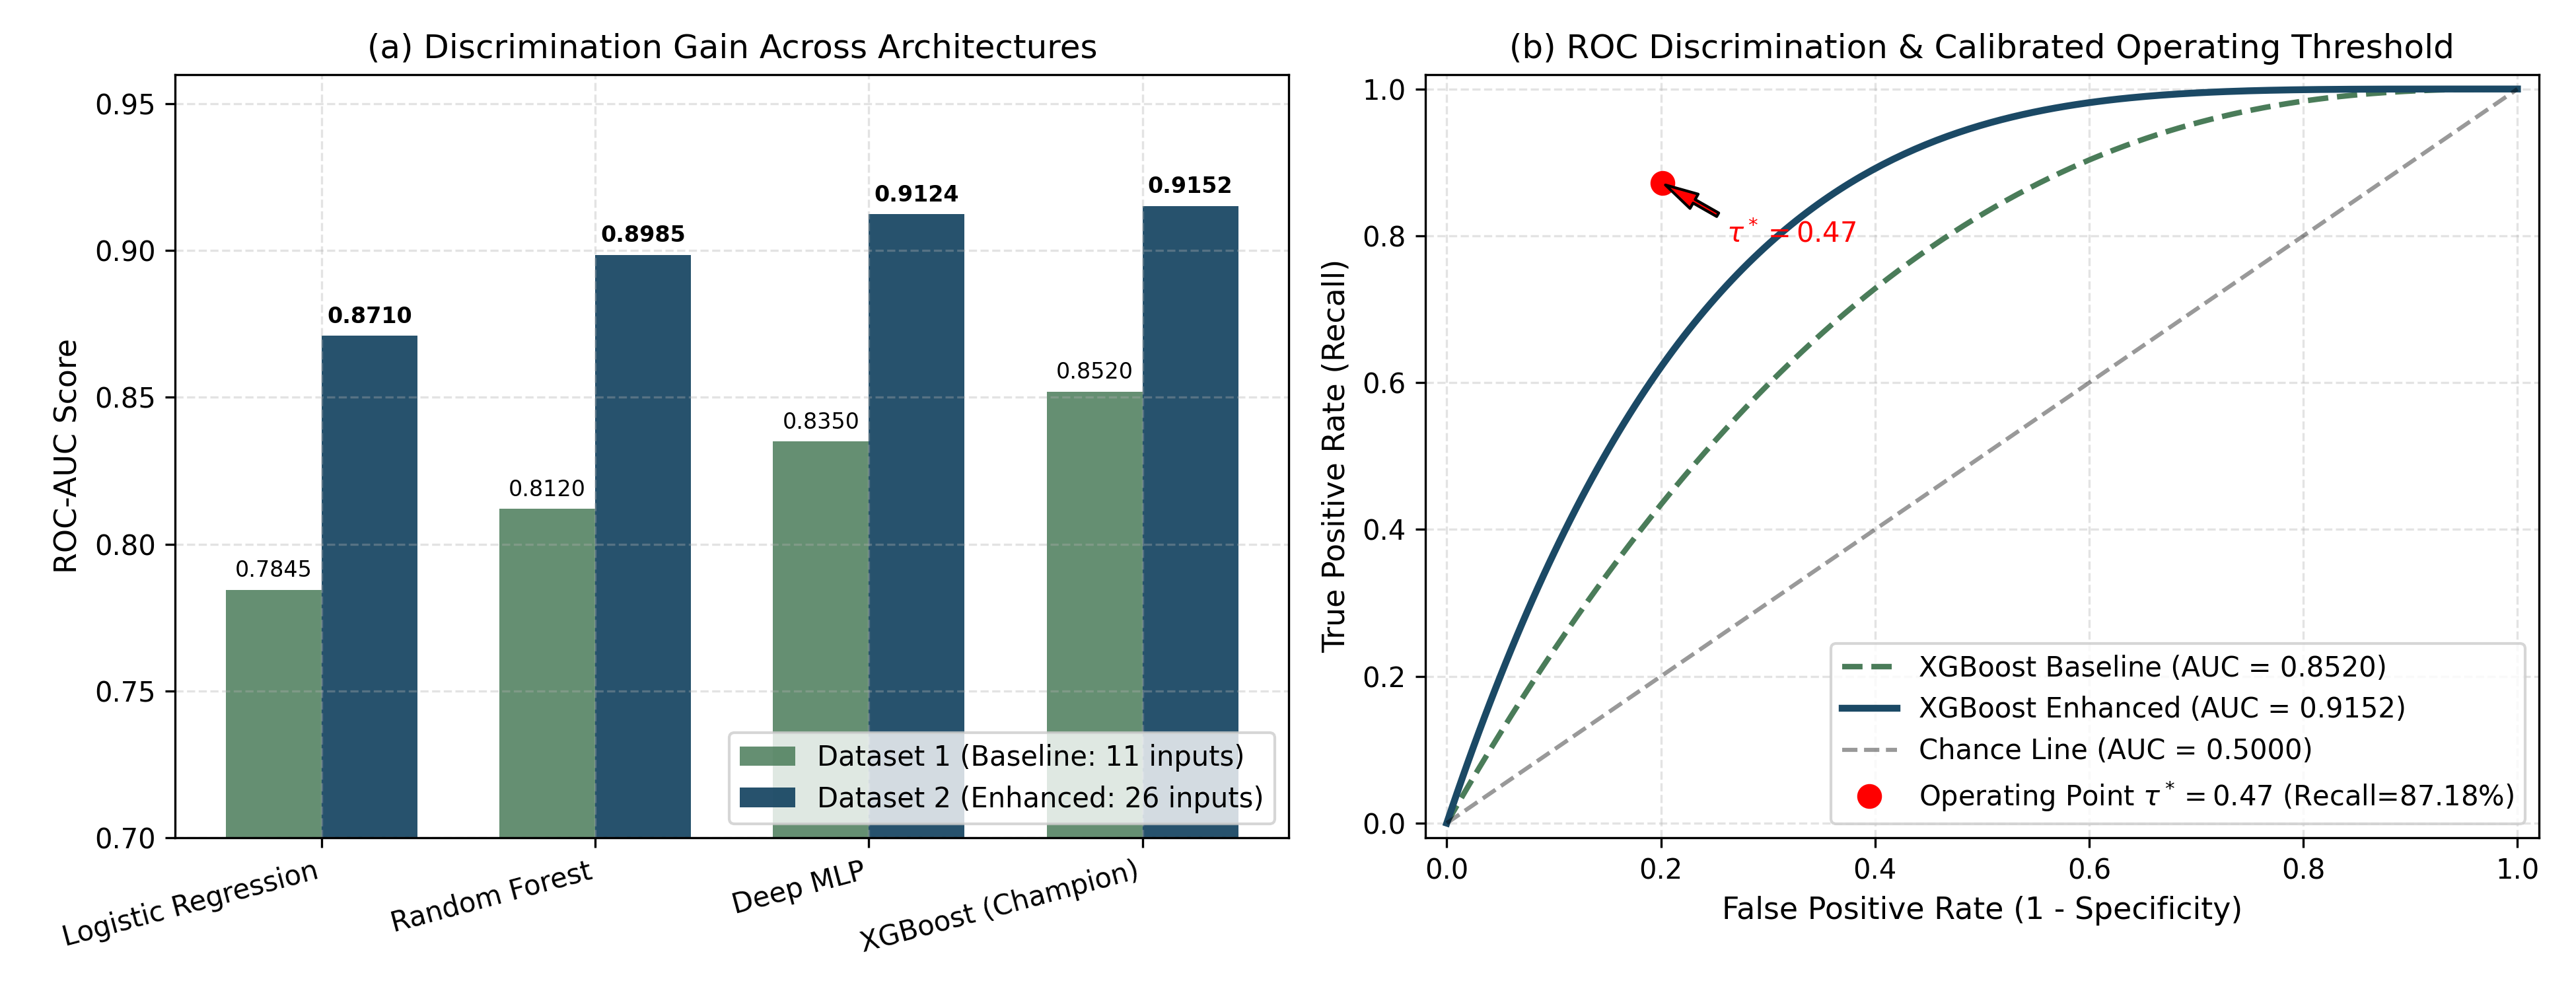 (a) Discrimination Gain Across Architectures
ROC-AUC Score
0.95
0.90
0.85
0.80
0.75
0.70
0.7845
0.8710
0.8120
0.8985
0.8350
0.9124
0.8520
0.9152
Dataset 1 (Baseline: 11 inputs)
Dataset 2 (Enhanced: 26 inputs)
Logistic Regression
Random Forest
Deep MLP
XGBoost (Champion)
(b) ROC Discrimination & Calibrated Operating Threshold
True Positive Rate (Recall)
1.0
0.8
0.6
0.4
0.2
0.0
τ* = 0.47
XGBoost Baseline (AUC = 0.8520)
XGBoost Enhanced (AUC = 0.9152)
Chance Line (AUC = 0.5000)
Operating Point τ* = 0.47 (Recall=87.18%)
0.0
0.2
0.4
0.6
0.8
1.0
False Positive Rate (1 - Specificity)